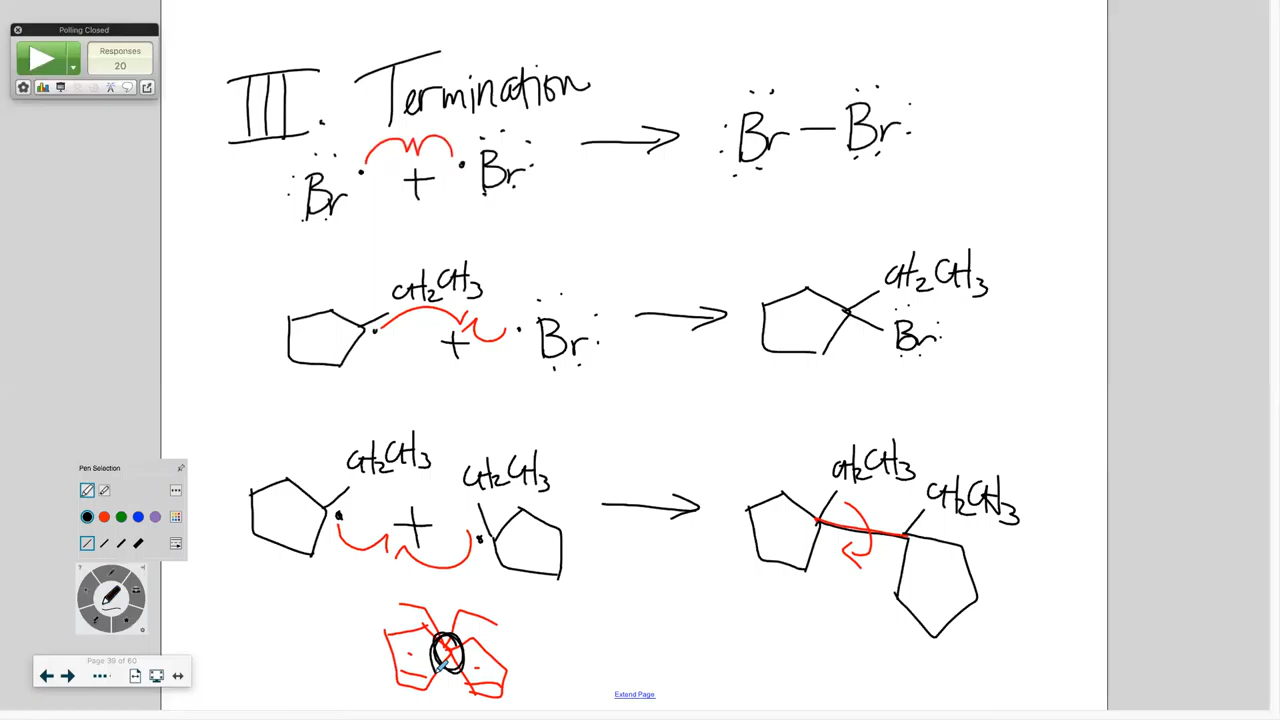 Polling Closed
Responses
20
III. Termination
Br · + · Br → Br — Br
CH2CH3
· + · Br →
CH2CH3
Br
CH2CH3
CH2CH3
· + · →
CH2CH3
CH2CH3
Pen Selection
Page 39 of 60
Extend Page